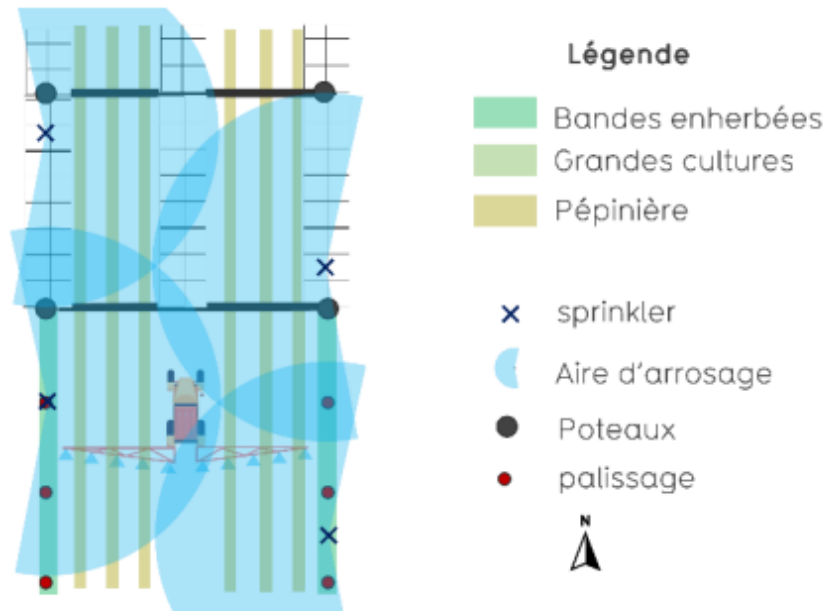 Légende
Bandes enherbées
Grandes cultures
Pépinière
sprinkler
Aire d'arrosage
Poteaux
palissage
N